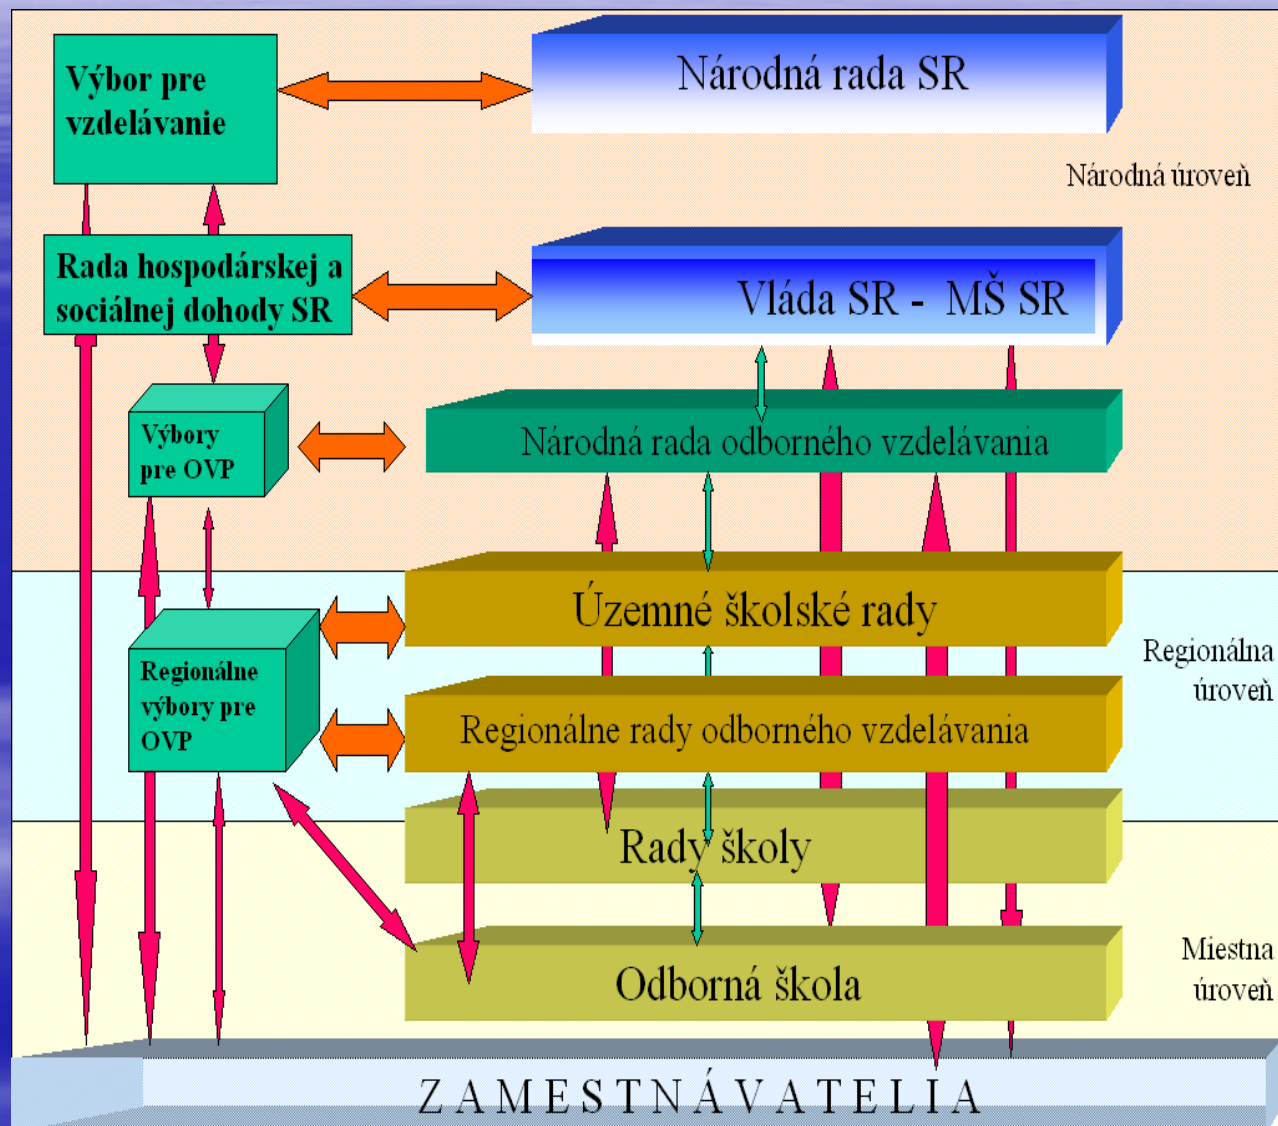 Výbor pre
vzdelávanie
Národná rada SR
Národná úroveň
Rada hospodárskej a
sociálnej dohody SR
Vláda SR - MŠ SR
Výbory
pre OVP
Národná rada odborného vzdelávania
Územné školské rady
Regionálna
úroveň
Regionálne
výbory pre
OVP
Regionálne rady odborného vzdelávania
Rady školy
Odborná škola
Miestna
úroveň
Z A M E S T N Á V A T E L I A